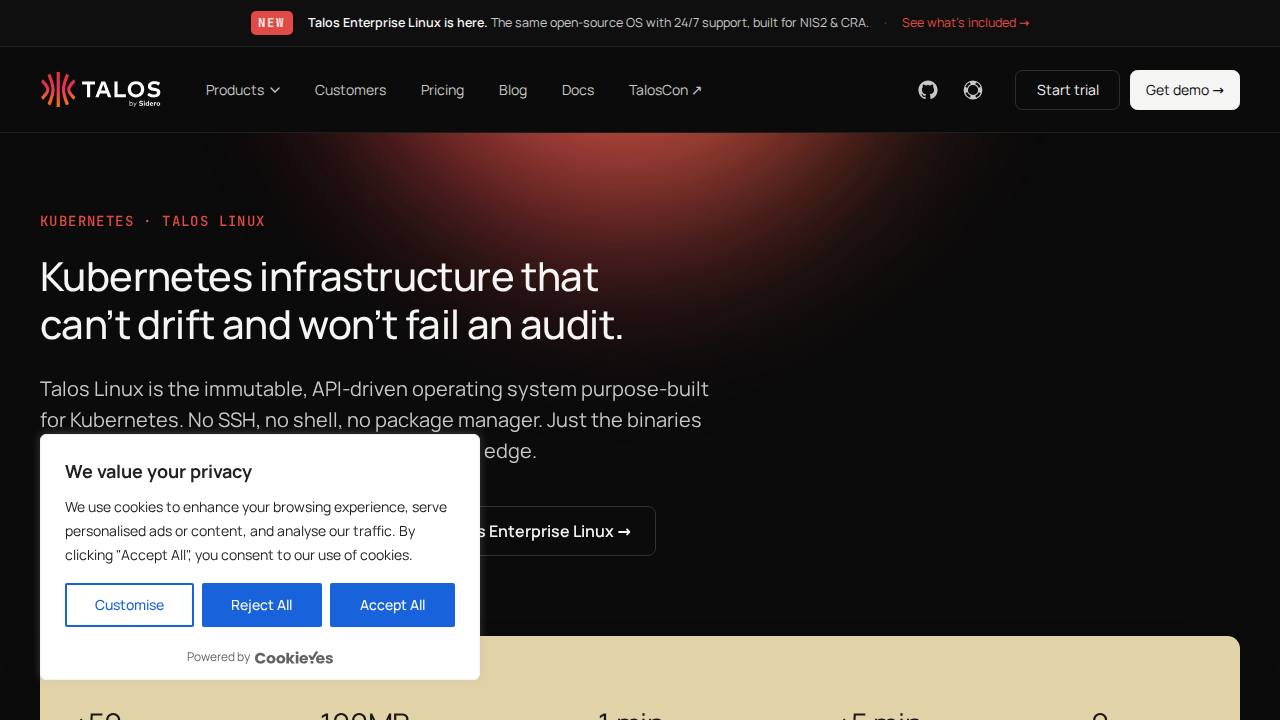 NEW Talos Enterprise Linux is here. The same open-source OS with 24/7 support, built for NIS2 & CRA. · See what's included →
TALOS
by Sidero
Products Customers Pricing Blog Docs TalosCon ↗ Start trial Get demo →
KUBERNETES · TALOS LINUX
Kubernetes infrastructure that
can't drift and won't fail an audit.
Talos Linux is the immutable, API-driven operating system purpose-built
for Kubernetes. No SSH, no shell, no package manager. Just the binaries
edge.
Enterprise Linux →
We value your privacy
We use cookies to enhance your browsing experience, serve
personalised ads or content, and analyse our traffic. By
clicking "Accept All", you consent to our use of cookies.
Customise Reject All Accept All
Powered by CookieYes